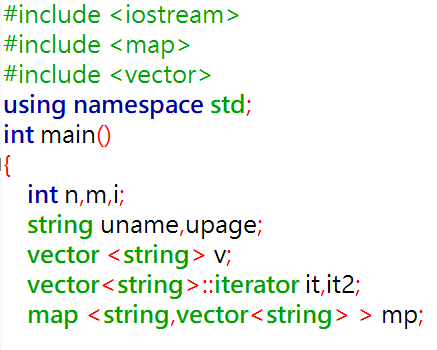 #include <iostream>
#include <map>
#include <vector>
using namespace std;
int main()
{
int n,m,i;
string uname,upage;
vector <string> v;
vector<string>::iterator it,it2;
map <string,vector<string> > mp;